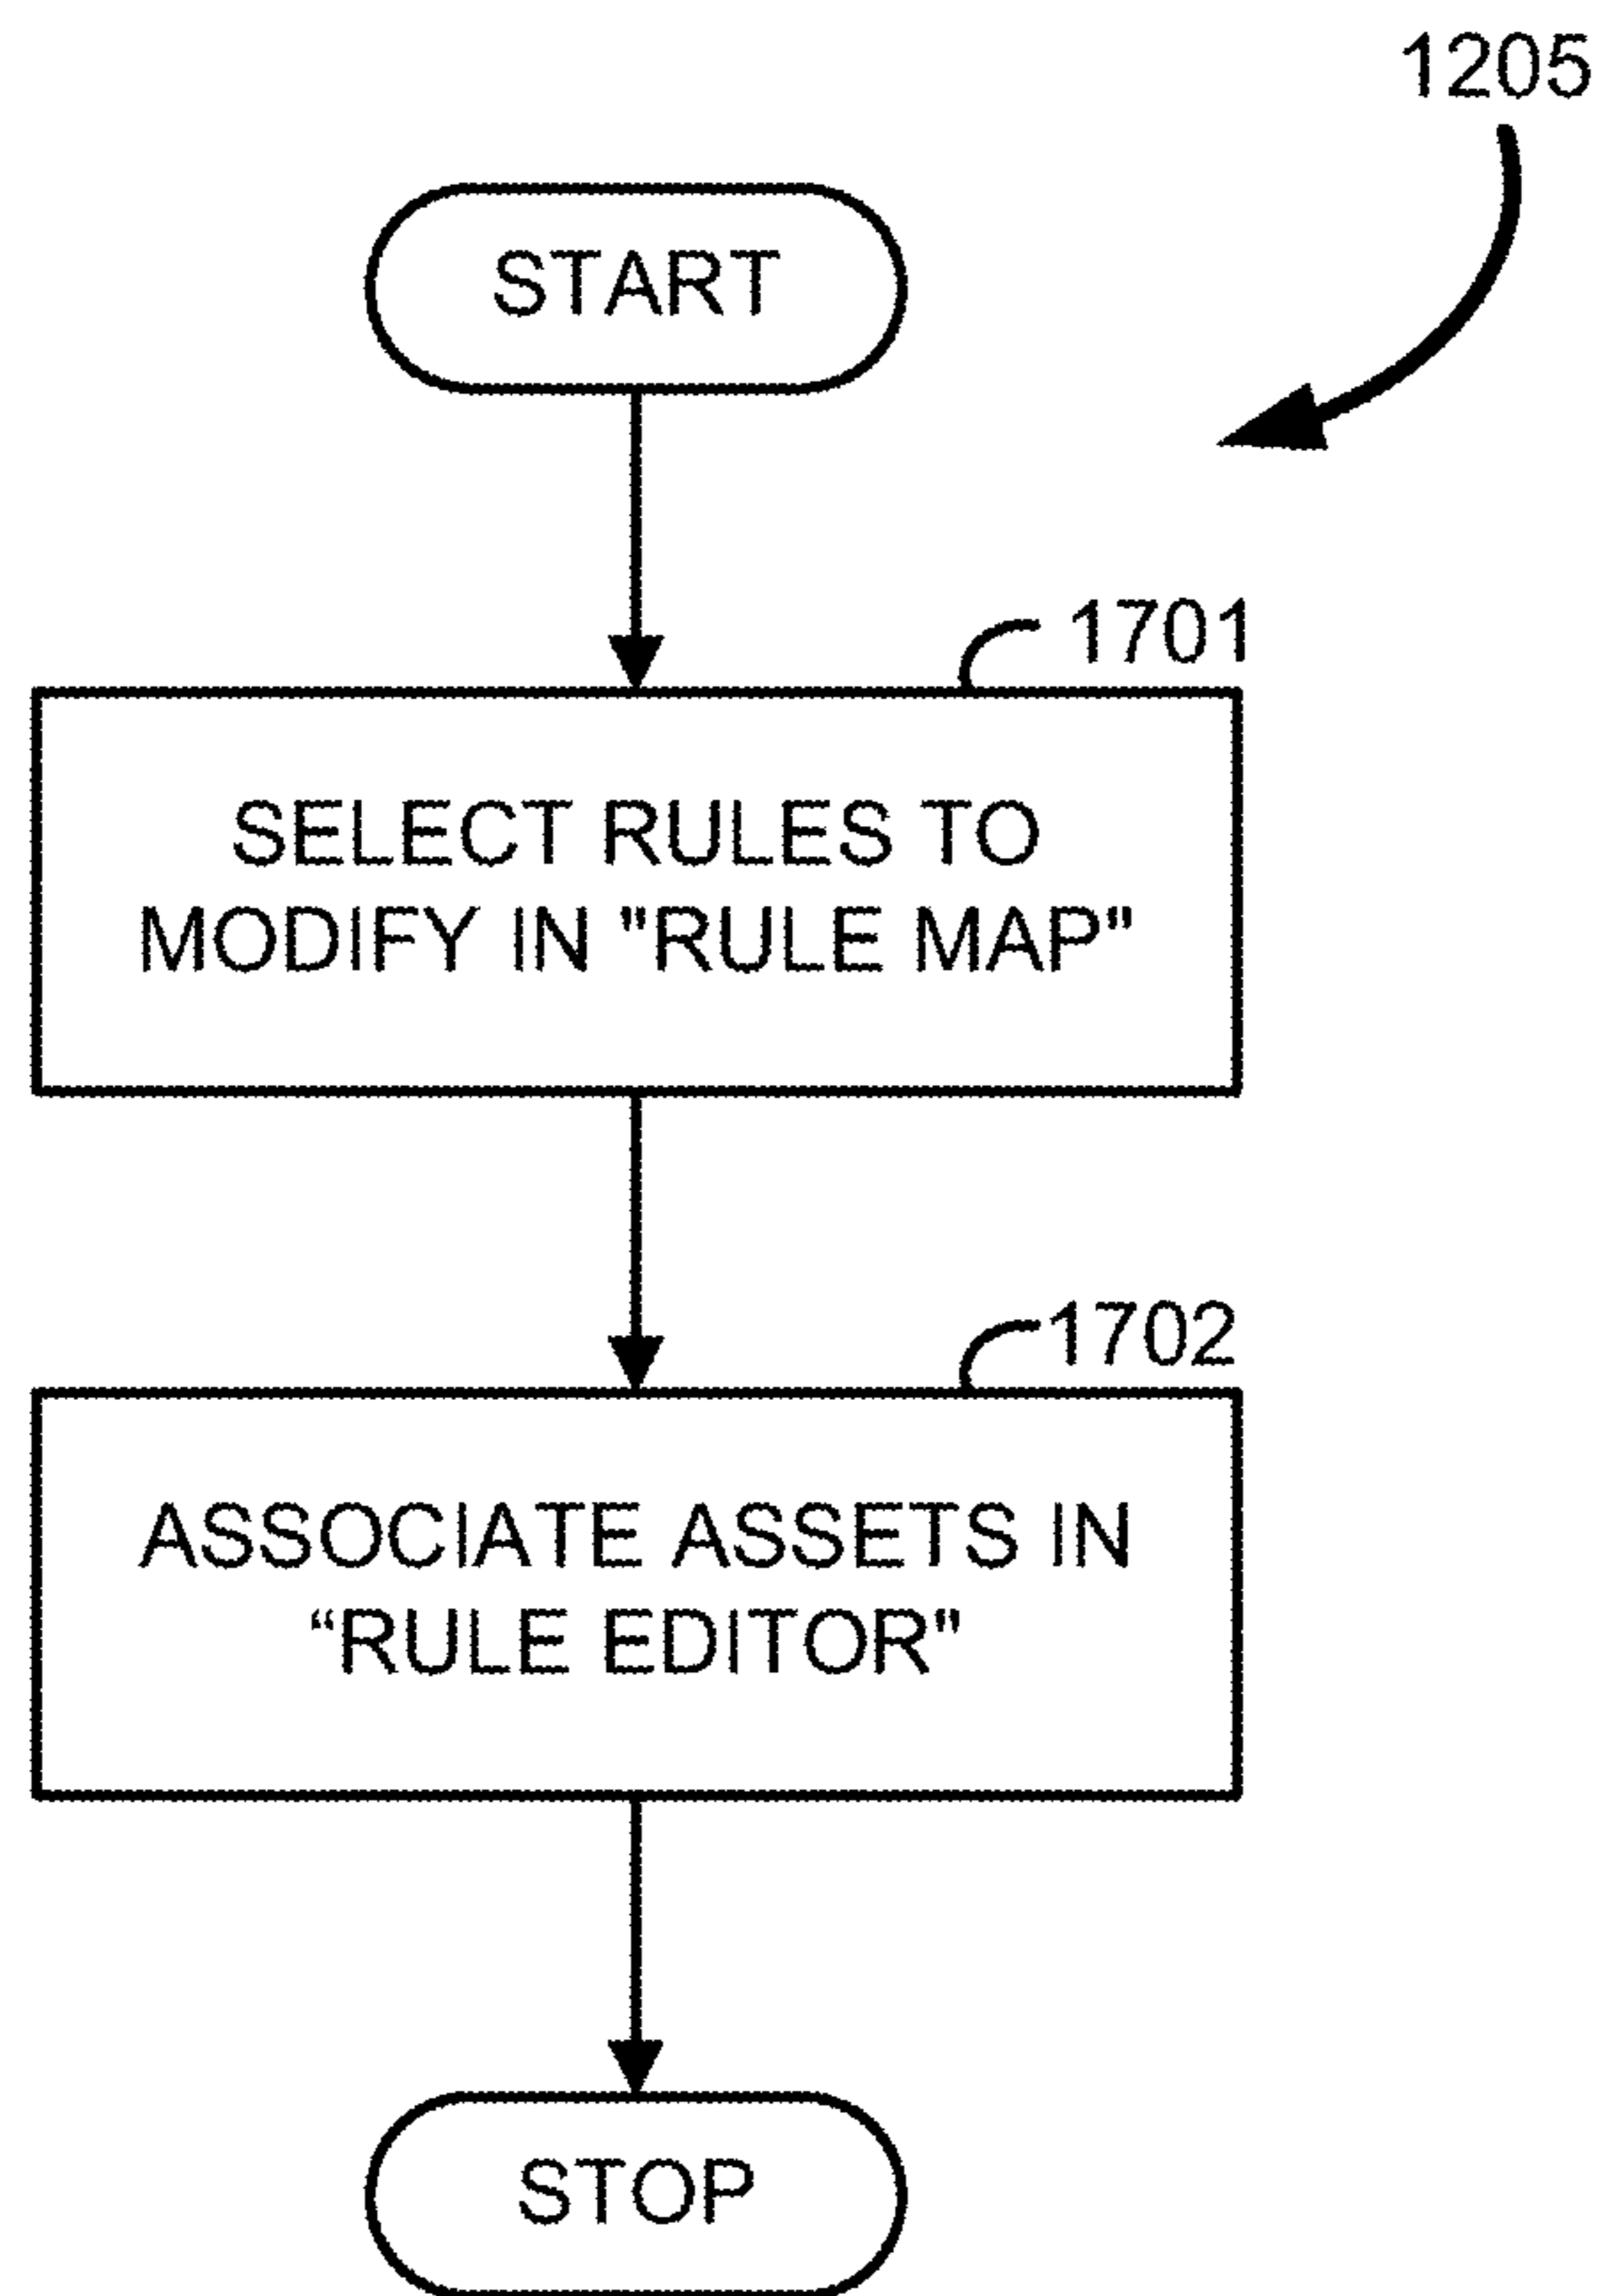 1205
START
1701
SELECT RULES TO
MODIFY IN "RULE MAP"
1702
ASSOCIATE ASSETS IN
“RULE EDITOR"
STOP